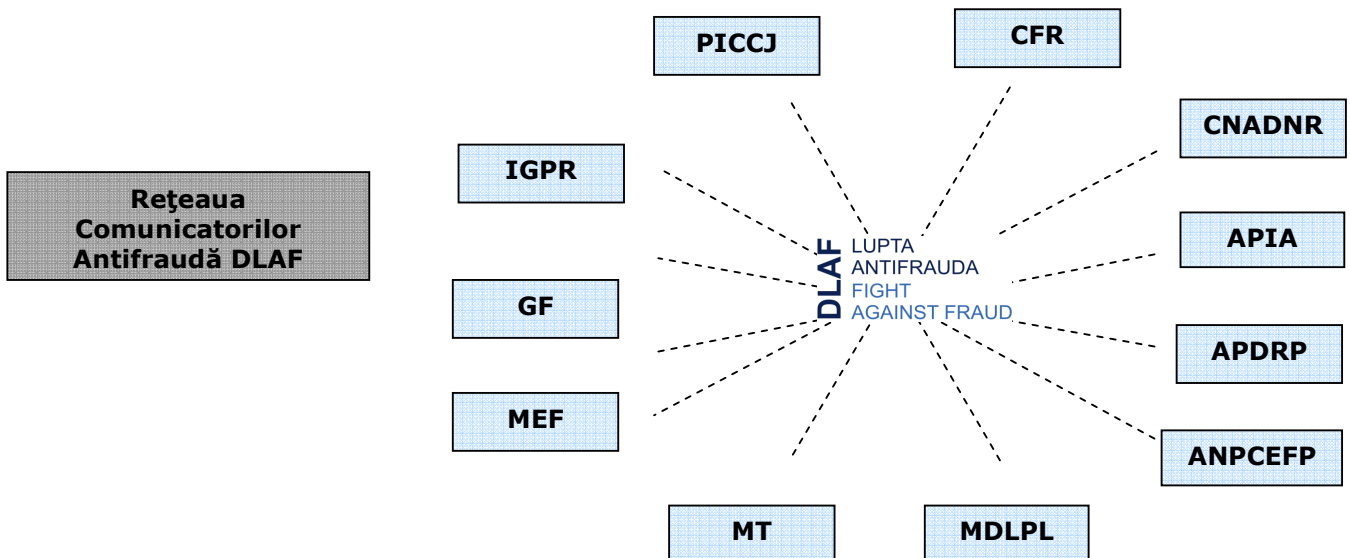 PICCJ
CFR
CNADNR
IGPR
Reţeaua
Comunicatorilor
Antifraudă DLAF
APIA
DLAF
LUPTA
ANTIFRAUDA
FIGHT
AGAINST FRAUD
GF
APDRP
MEF
ANPCEFP
MT
MDLPL